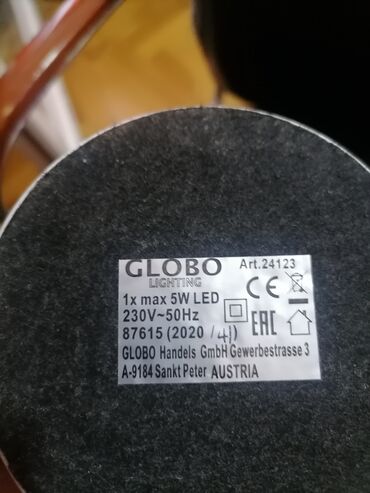 GLOBO Art.24123
LIGHTING
1x max 5W LED CE
230V~50Hz
87615 (2020 / 41) EAC
GLOBO Handels GmbH Gewerbestrasse 3
A-9184 Sankt Peter AUSTRIA